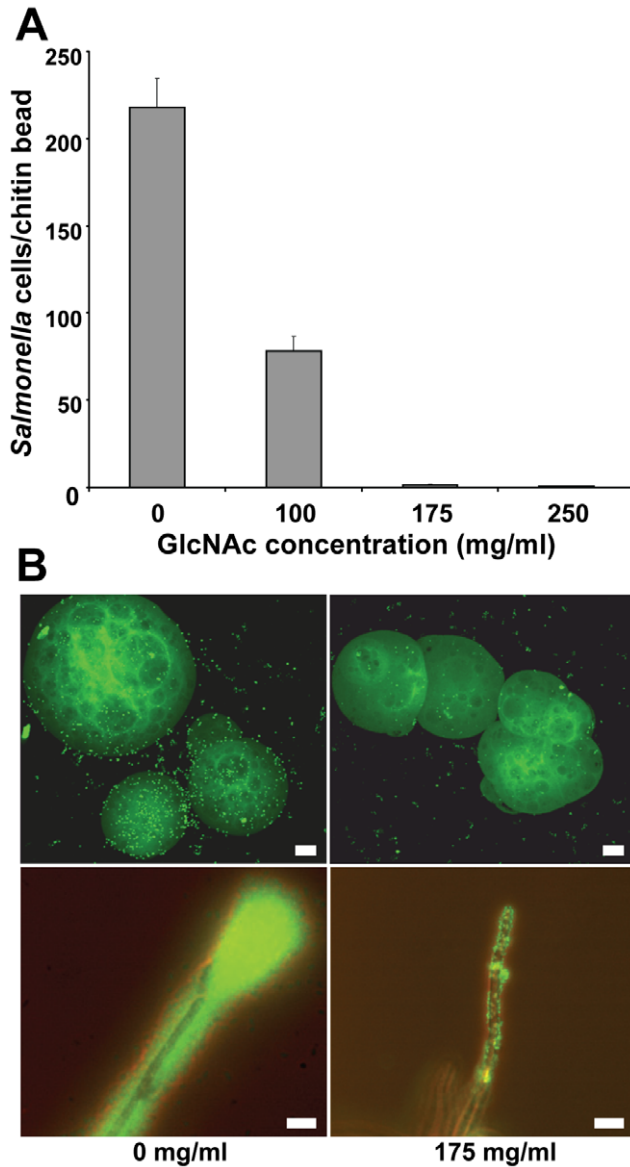 A
250
200
150
100
50
0
Salmonella cells/chitin bead
0 100 175 250
GlcNAc concentration (mg/ml)
B
0 mg/ml 175 mg/ml